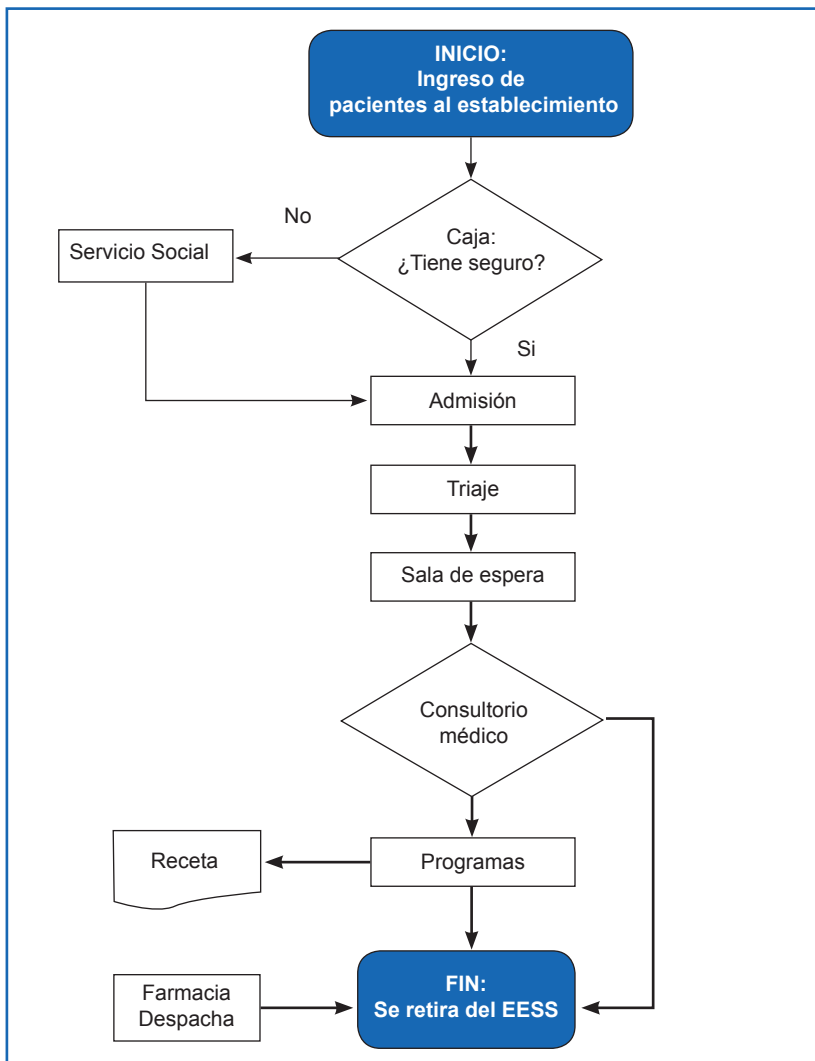 INICIO:
Ingreso de
pacientes al establecimiento
No
Caja:
¿Tiene seguro?
Servicio Social
Si
Admisión
Triaje
Sala de espera
Consultorio
médico
Receta
Programas
Farmacia
Despacha
FIN:
Se retira del EESS